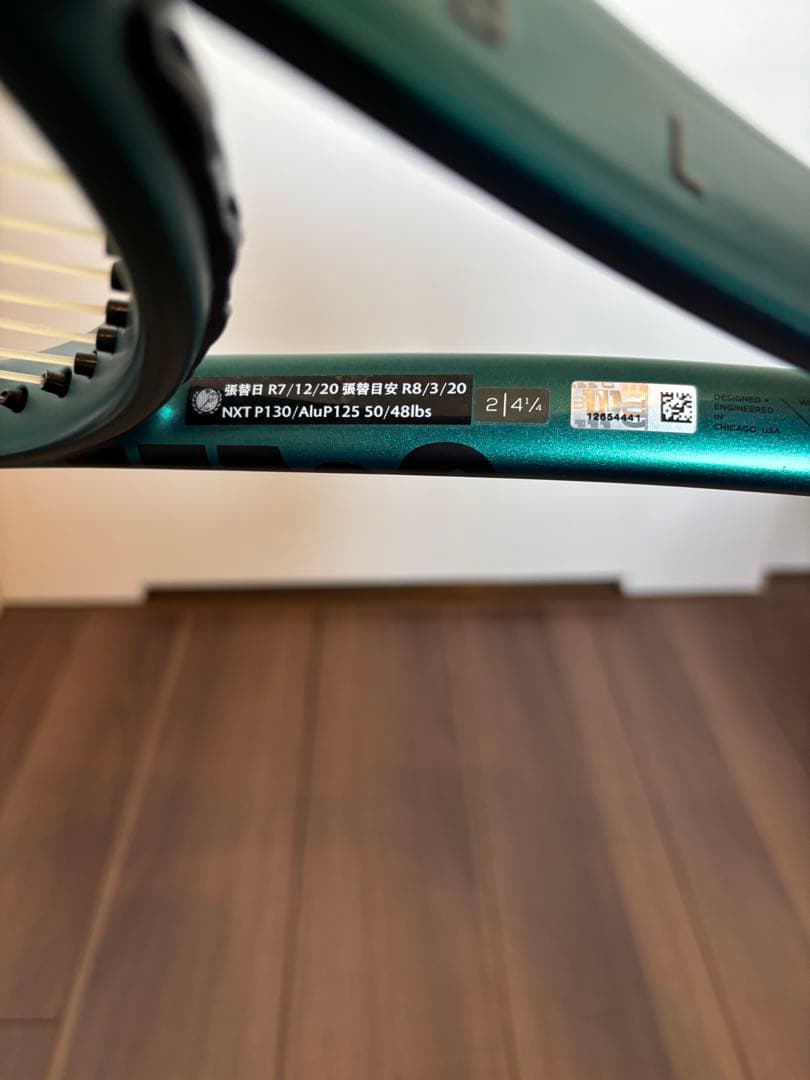 L
張替日 R7/12/20 張替目安 R8/3/20
NXT P130/AluP125 50/48lbs
2|4¼
12654441
DESIGNED +
ENGINEERED
IN
CHICAGO, USA